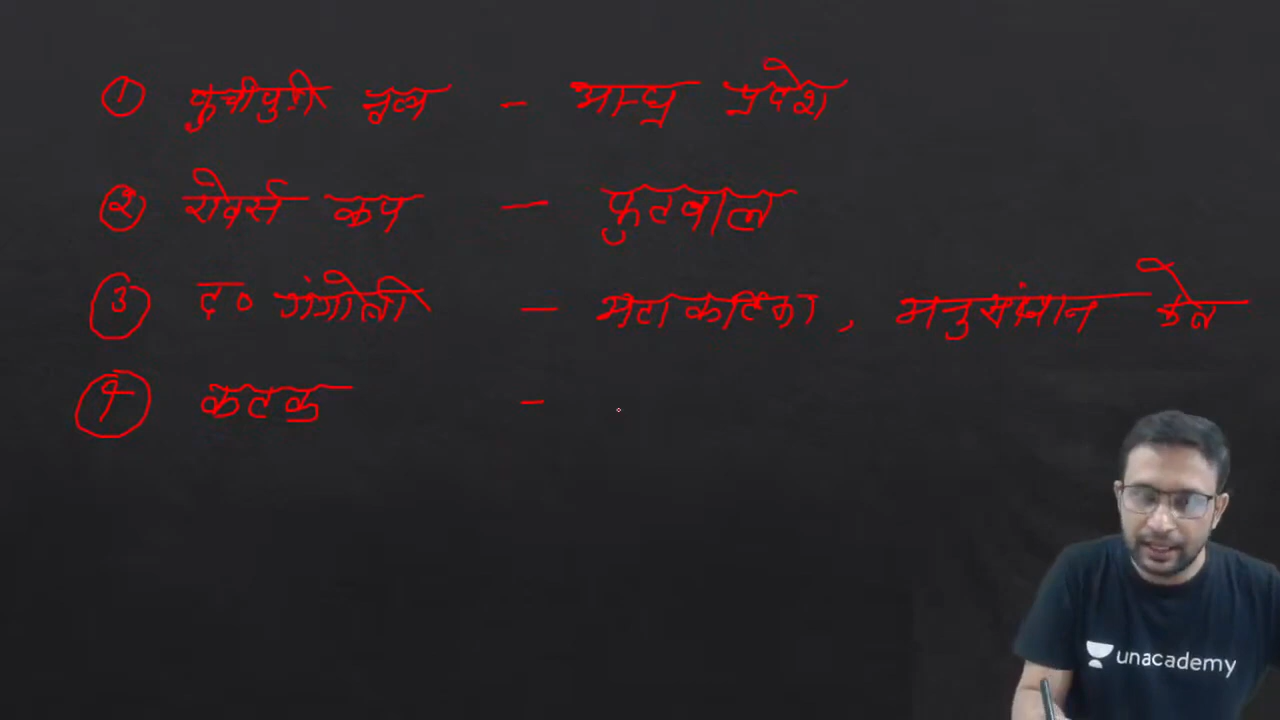 ① कुचीपुडी नृत्य - आन्ध्र प्रदेश
② रोवर्स कप - फुटबाल
③ द० गंगोत्री - अंटार्कटिका, अनुसंधान केन्द्र
④ कटक -
unacademy